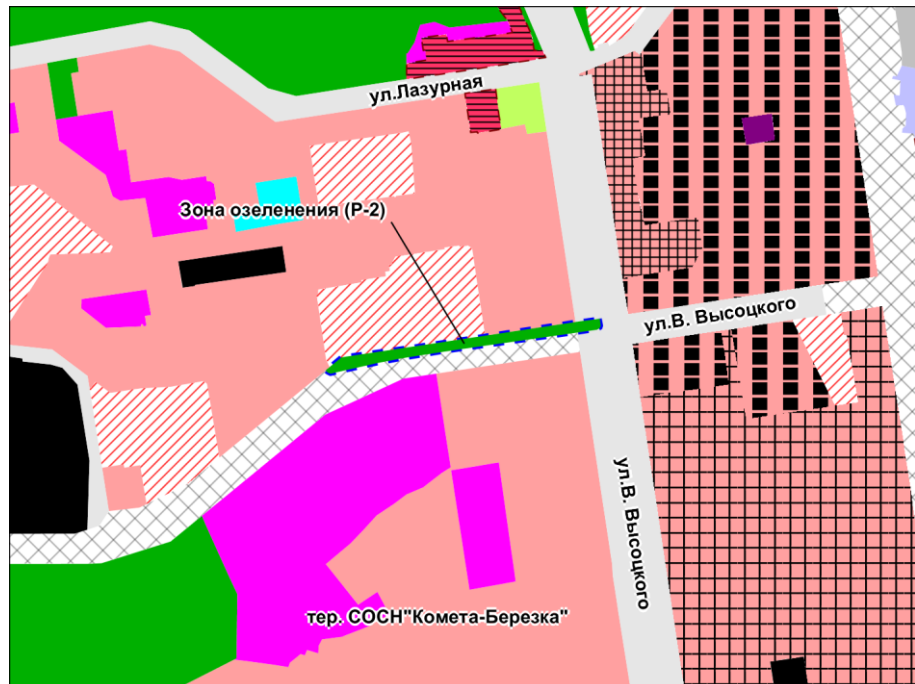 ул.Лазурная
Зона озеленения (Р-2)
ул.В. Высоцкого
ул.В. Высоцкого
тер. СОСН"Комета-Березка"